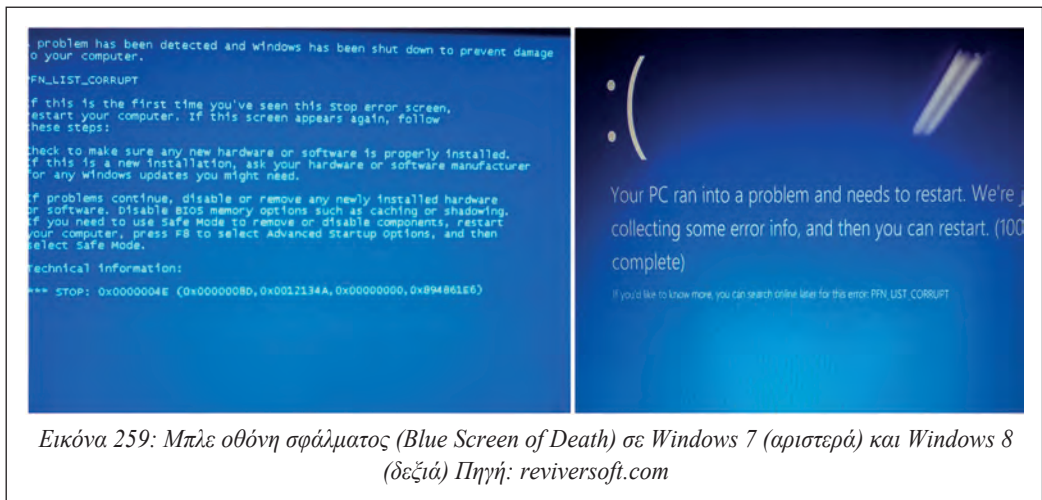 problem has been detected and windows has been shut down to prevent damage
o your computer.
PFN_LIST_CORRUPT
f this is the first time you've seen this Stop error screen,
estart your computer. If this screen appears again, follow
hese steps:
heck to make sure any new hardware or software is properly installed.
f this is a new installation, ask your hardware or software manufacturer
or any windows updates you might need.
f problems continue, disable or remove any newly installed hardware
or software. Disable BIOS memory options such as caching or shadowing.
f you need to use Safe Mode to remove or disable components, restart
your computer, press F8 to select Advanced Startup Options, and then
select Safe Mode.
echnical information:
*** STOP: 0x0000004E (0x0000008D,0x0012134A,0x00000000,0x894861E6)
:(
Your PC ran into a problem and needs to restart. We're j
collecting some error info, and then you can restart. (100
complete)
If you'd like to know more, you can search online later for this error: PFN_LIST_CORRUPT
Εικόνα 259: Μπλε οθόνη σφάλματος (Blue Screen of Death) σε Windows 7 (αριστερά) και Windows 8
(δεξιά) Πηγή: reviversoft.com